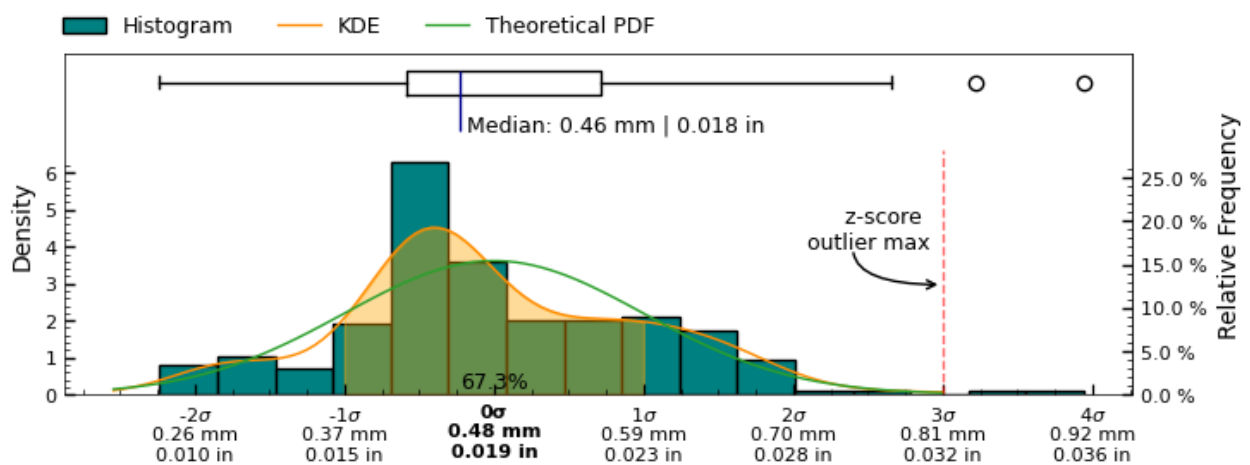 Histogram KDE Theoretical PDF
Median: 0.46 mm | 0.018 in
Density
6
5
4
3
2
1
0
25.0 %
20.0 %
15.0 %
10.0 %
5.0 %
0.0 %
Relative Frequency
z-score
outlier max
67.3%
-2σ -1σ 0σ 1σ 2σ 3σ 4σ
0.26 mm 0.37 mm 0.48 mm 0.59 mm 0.70 mm 0.81 mm 0.92 mm
0.010 in 0.015 in 0.019 in 0.023 in 0.028 in 0.032 in 0.036 in